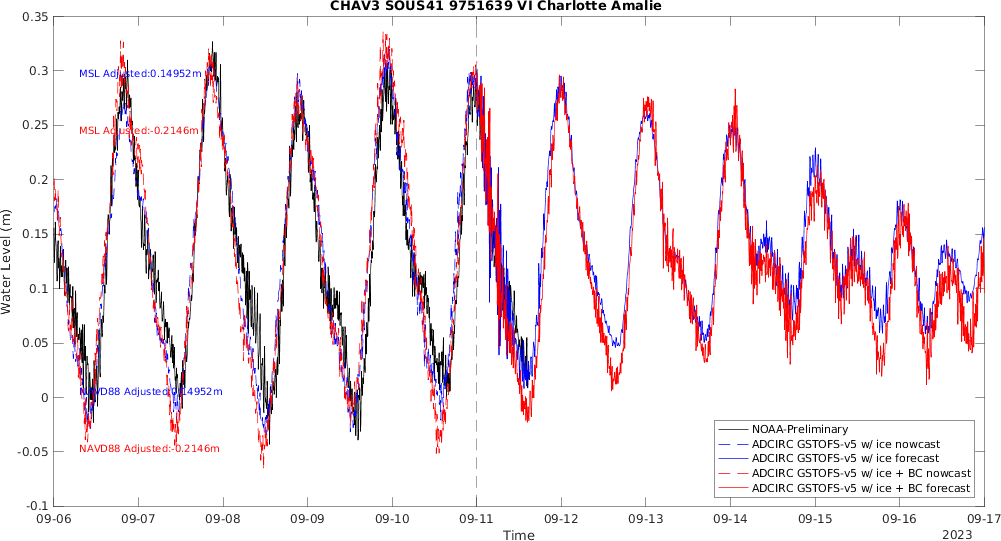 CHAV3 SOUS41 9751639 VI Charlotte Amalie
0.35
0.3
0.25
0.2
0.15
0.1
0.05
0
-0.05
-0.1
Water Level (m)
MSL Adjusted:0.14952m
MSL Adjusted:-0.2146m
NAVD88 Adjusted:0.14952m
NAVD88 Adjusted:-0.2146m
NOAA-Preliminary
ADCIRC GSTOFS-v5 w/ ice nowcast
ADCIRC GSTOFS-v5 w/ ice forecast
ADCIRC GSTOFS-v5 w/ ice + BC nowcast
ADCIRC GSTOFS-v5 w/ ice + BC forecast
09-06 09-07 09-08 09-09 09-10 09-11 09-12 09-13 09-14 09-15 09-16 09-17
Time
2023